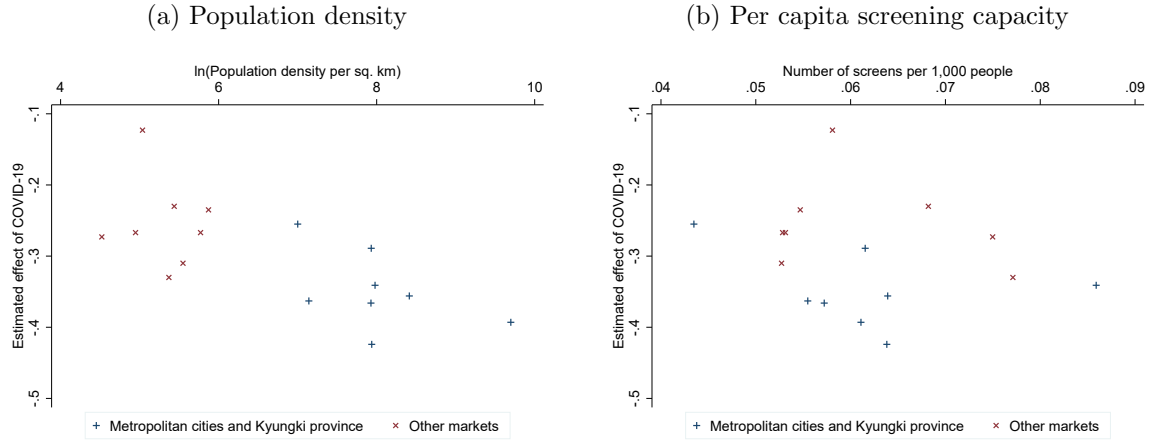 (a) Population density
ln(Population density per sq. km)
4 6 8 10
-.1
-.2
-.3
-.4
-.5
Estimated effect of COVID-19
+ Metropolitan cities and Kyungki province × Other markets
(b) Per capita screening capacity
Number of screens per 1,000 people
.04 .05 .06 .07 .08 .09
-.1
-.2
-.3
-.4
-.5
Estimated effect of COVID-19
+ Metropolitan cities and Kyungki province × Other markets